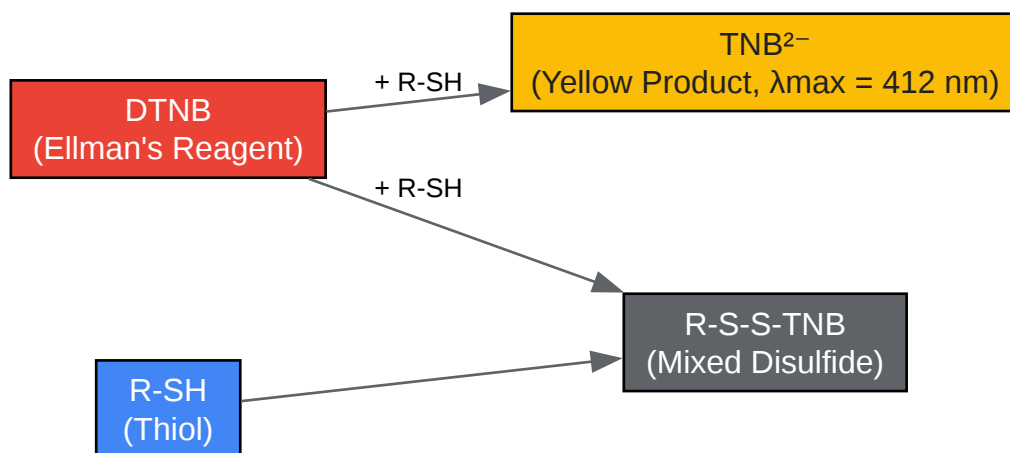 TNB²⁻
(Yellow Product, λmax = 412 nm)
+ R-SH
DTNB
(Ellman's Reagent)
+ R-SH
R-S-S-TNB
(Mixed Disulfide)
R-SH
(Thiol)